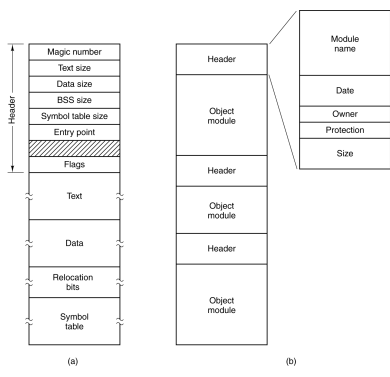 Header
Magic number
Text size
Data size
BSS size
Symbol table size
Entry point
Flags
Text
Data
Relocation
bits
Symbol
table
(a)
Header
Object
module
Header
Object
module
Header
Object
module
(b)
Module
name
Date
Owner
Protection
Size